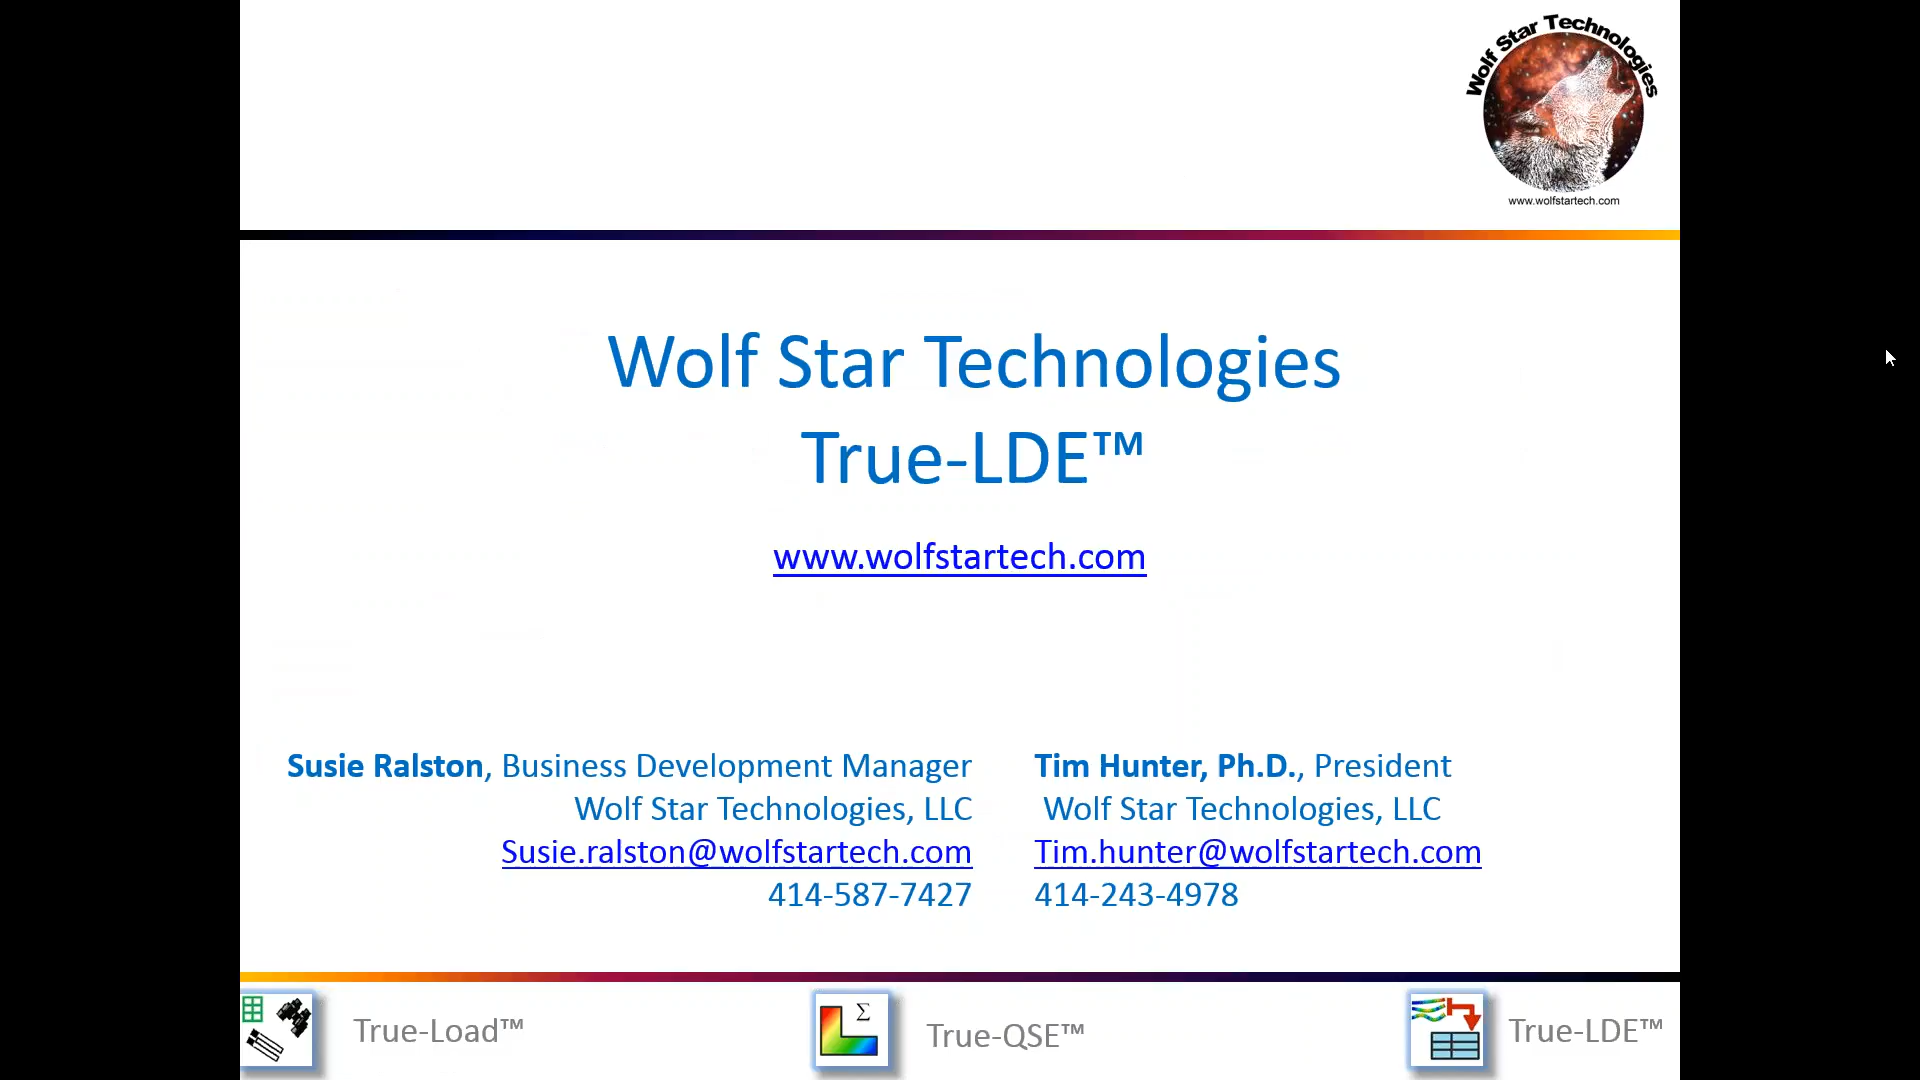 Wolf Star Technologies
www.wolfstartech.com
Wolf Star Technologies
True-LDE™
www.wolfstartech.com
Susie Ralston, Business Development Manager
Wolf Star Technologies, LLC
Susie.ralston@wolfstartech.com
414-587-7427
Tim Hunter, Ph.D., President
Wolf Star Technologies, LLC
Tim.hunter@wolfstartech.com
414-243-4978
Σ
True-Load™
True-QSE™
True-LDE™